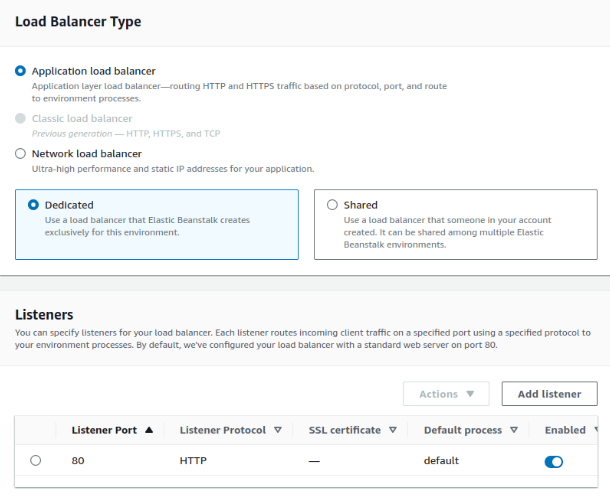 Load Balancer Type
Application load balancer
Application layer load balancer—routing HTTP and HTTPS traffic based on protocol, port, and route
to environment processes.
Classic load balancer
Previous generation — HTTP, HTTPS, and TCP
Network load balancer
Ultra-high performance and static IP addresses for your application.
Dedicated
Use a load balancer that Elastic Beanstalk creates
exclusively for this environment.
Shared
Use a load balancer that someone in your account
created. It can be shared among multiple Elastic
Beanstalk environments.
Listeners
You can specify listeners for your load balancer. Each listener routes incoming client traffic on a specified port using a specified protocol to
your environment processes. By default, we've configured your load balancer with a standard web server on port 80.
Actions ▼ Add listener
Listener Port ▲ Listener Protocol ▽ SSL certificate ▽ Default process ▽ Enabled
80 HTTP — default